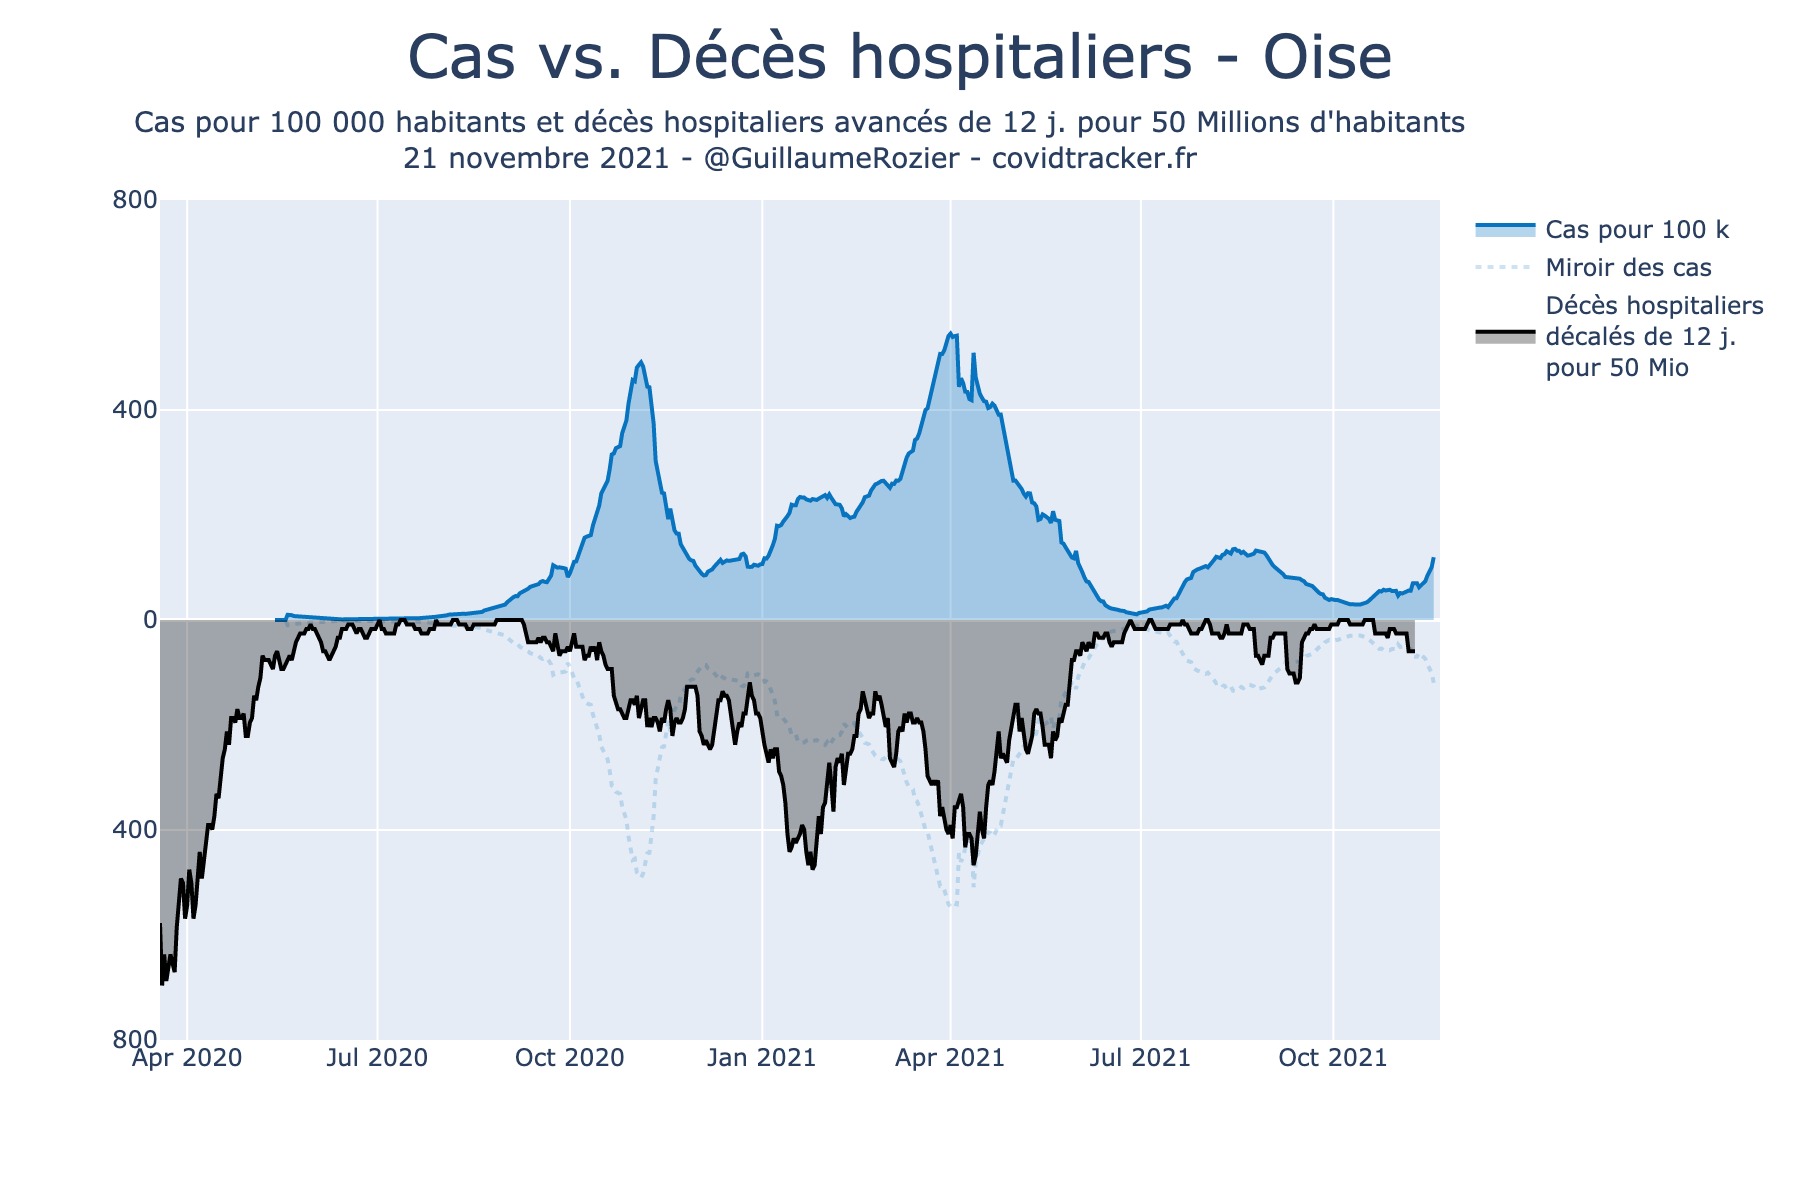 Cas vs. Décès hospitaliers - Oise
Cas pour 100 000 habitants et décès hospitaliers avancés de 12 j. pour 50 Millions d'habitants
21 novembre 2021 - @GuillaumeRozier - covidtracker.fr
800
400
0
400
800
Apr 2020
Jul 2020
Oct 2020
Jan 2021
Apr 2021
Jul 2021
Oct 2021
Cas pour 100 k
Miroir des cas
Décès hospitaliers
décalés de 12 j.
pour 50 Mio